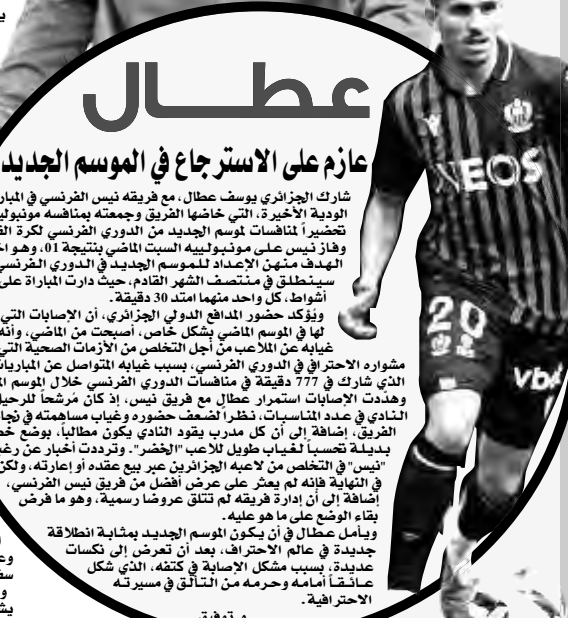 عطال
عازم على الاسترجاع في الموسم الجديد
شارك الجزائري يوسف عطال، مع فريقه نيس الفرنسي في
الودية الأخيرة، التي خاضها الفريق وجمعته بمنافسه
تحضيراً لمنافسات لموسم الجديد من الدوري الفرنسي لكرة
وفاز نيس على مونبولييه السبت الماضي بنتيجة 01، وهو
الهدف منهن الإعداد للموسم الجديد في الدوري الفرنسي
سينطلق في منتصف الشهر القادم، حيث دارت المباراة على
أشواط، كل واحد منهما امتد 30 دقيقة.
ويُؤكد حضور المدافع الدولي الجزائري، أن الإصابات التي
لها في الموسم الماضي بشكل خاص، أصبحت من الماضي، وأنه
غيابه عن الملاعب من أجل التخلص من الأزمات الصحية التي
مشواره الاحترافي في الدوري الفرنسي، بسبب غيابه المتواصل عن
الذي شارك في 777 دقيقة في منافسات الدوري الفرنسي خلال الموسم
وهددت الإصابات استمرار عطال مع فريق نيس، إذ كان مُرشحاً للرحيل
النادي في عدد المناسبات، نظراً لضعف حضوره وغياب مساهمته في
الفريق، إضافة إلى أن كل مدرب يقود النادي يكون مطالباً، بوضع
بديلة تحسباً لغياب طويل للاعب "الخضر". وترددت أخبار عن
"نيس" في التخلص من لاعبه الجزائرين عبر بيع عقده أو إعارته، ولكن
في النهاية فإنه لم يعثر على عرض أفضل من فريق نيس الفرنسي،
إضافة إلى أن إدارة فريقه لم تتلق عروضا رسمية، وهو ما فرض
بقاء الوضع على ما هو عليه.
ويأمل عطال في أن يكون الموسم الجديد بمثابة انطلاقة
جديدة في عالم الاحتراف، بعد أن تعرض إلى نكسات
عديدة، بسبب مشكل الإصابة في كتفه، الذي شكل
عائقاً أمامه وحرمه من التألق في مسيرته
الاحترافية.
NEOS
20